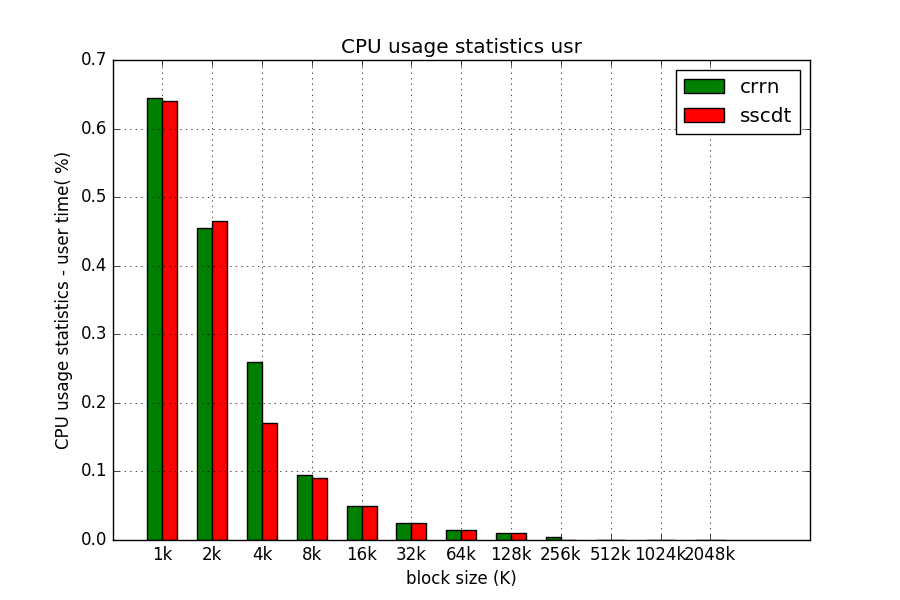 CPU usage statistics usr
crrn
sscdt
CPU usage statistics - user time( %)
0.7
0.6
0.5
0.4
0.3
0.2
0.1
0.0
1k 2k 4k 8k 16k 32k 64k 128k 256k 512k 1024k 2048k
block size (K)